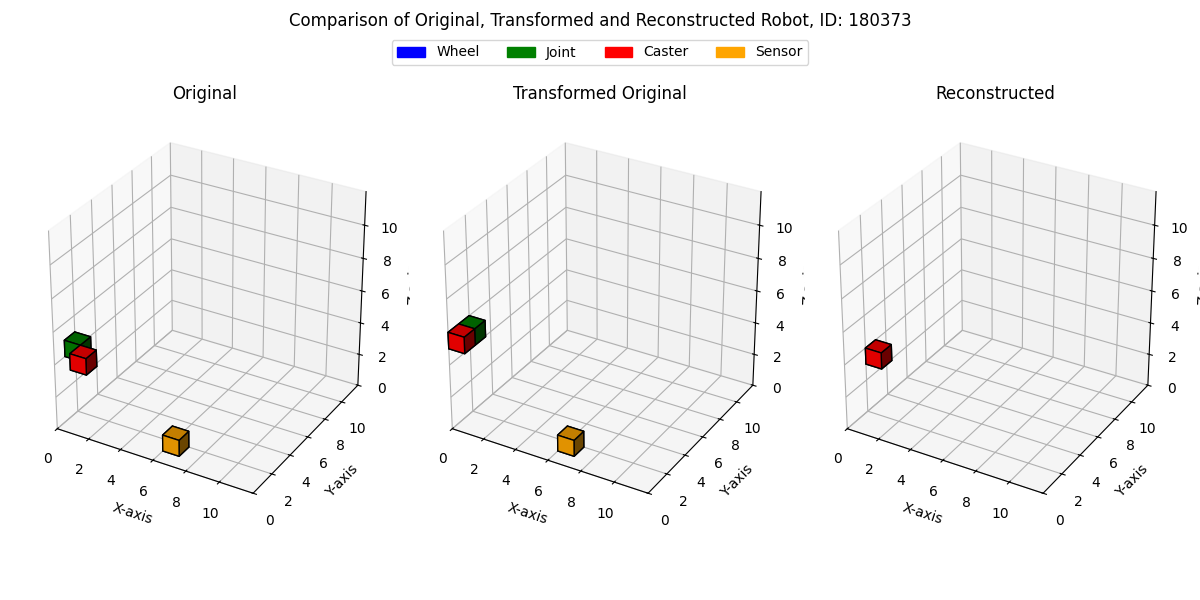 Comparison of Original, Transformed and Reconstructed Robot, ID: 180373
Wheel Joint Caster Sensor
Original Transformed Original Reconstructed
10 10 10
8 8 8
6 6 6
4 4 4
2 2 2
0 0 0
10 10 10
8 8 8
6 6 6
4 4 4
2 2 2
0 0 0
0 2 4 6 8 10 0 2 4 6 8 10 0 2 4 6 8 10
X-axis Y-axis X-axis Y-axis X-axis Y-axis